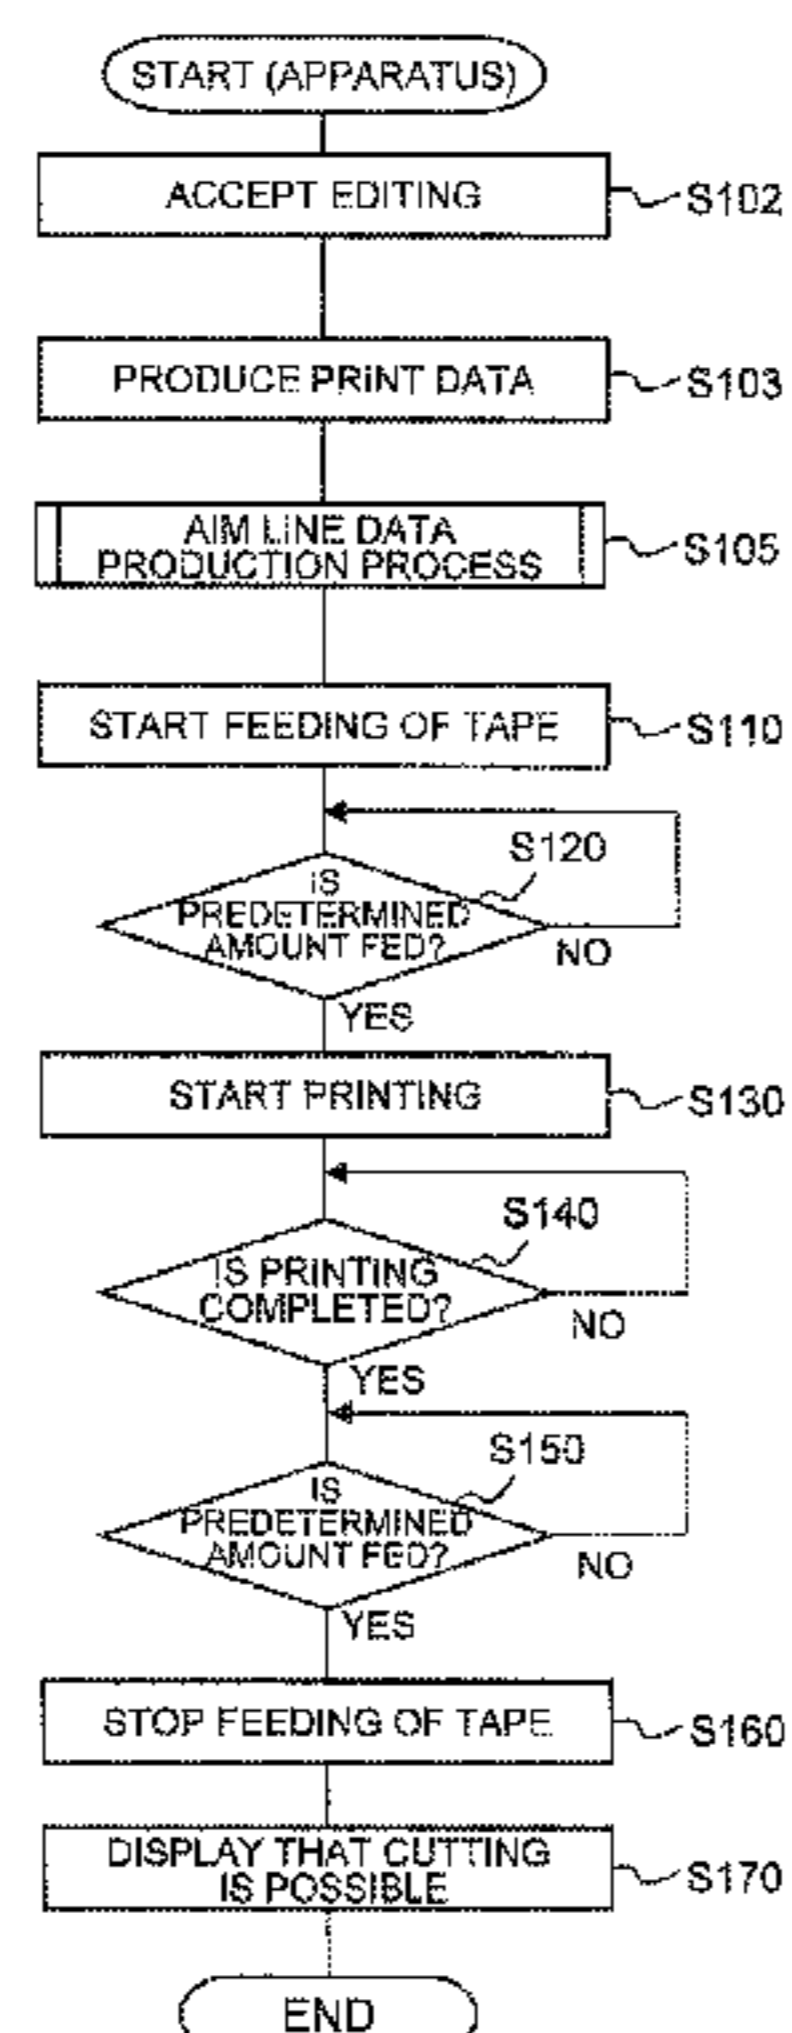 START (APPARATUS)
ACCEPT EDITING
S102
PRODUCE PRINT DATA
S103
AIM LINE DATA
PRODUCTION PROCESS
S105
START FEEDING OF TAPE
S110
S120
IS
PREDETERMINED
AMOUNT FED?
NO
YES
START PRINTING
S130
S140
IS PRINTING
COMPLETED?
NO
YES
S150
IS
PREDETERMINED
AMOUNT FED?
NO
YES
STOP FEEDING OF TAPE
S160
DISPLAY THAT CUTTING
IS POSSIBLE
S170
END